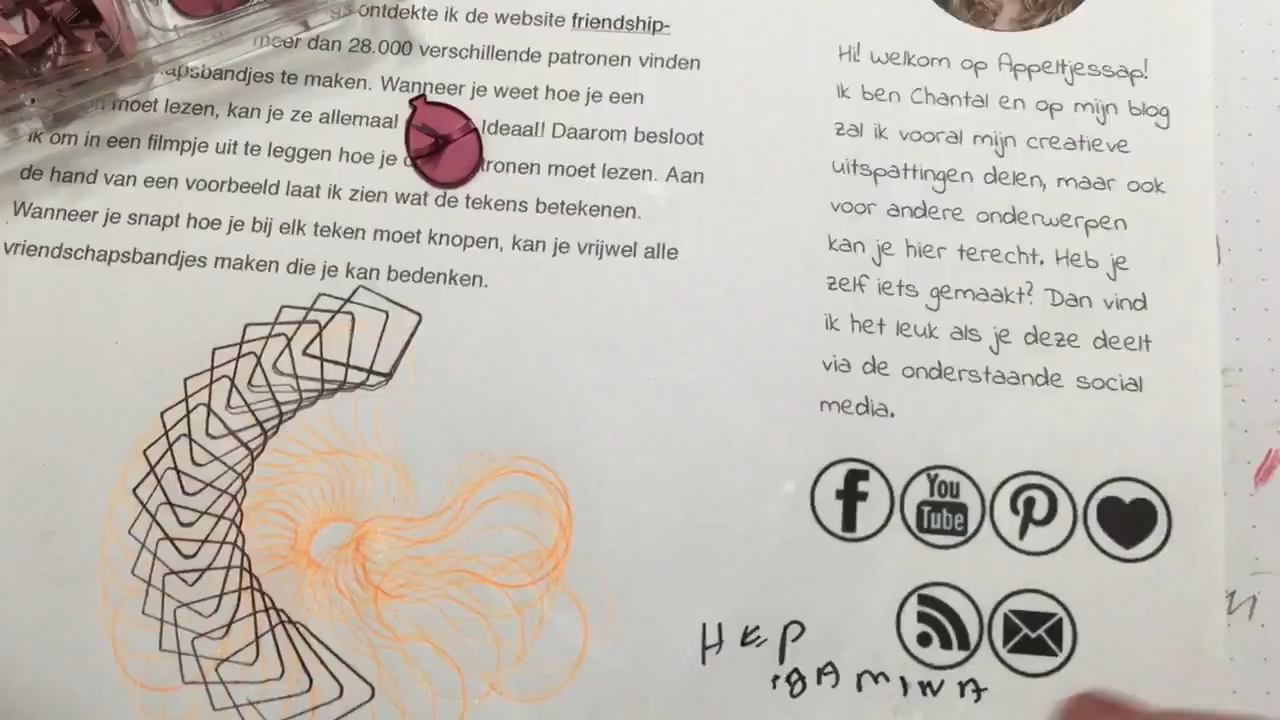 ontdekte ik de website friendship-
meer dan 28.000 verschillende patronen vinden
apsbandjes te maken. Wanneer je weet hoe je een
moet lezen, kan je ze allemaal Ideaal! Daarom besloot
ik om in een filmpje uit te leggen hoe je tronen moet lezen. Aan
de hand van een voorbeeld laat ik zien wat de tekens betekenen.
Wanneer je snapt hoe je bij elk teken moet knopen, kan je vrijwel alle
vriendschapsbandjes maken die je kan bedenken.
Hi! welkom op Appeltjessap!
Ik ben Chantal en op mijn blog
zal ik vooral mijn creatieve
uitspattingen delen, maar ook
voor andere onderwerpen
kan je hier terecht. Heb je
zelf iets gemaakt? Dan vind
ik het leuk als je deze deelt
via de onderstaande social
media.
You
Tube